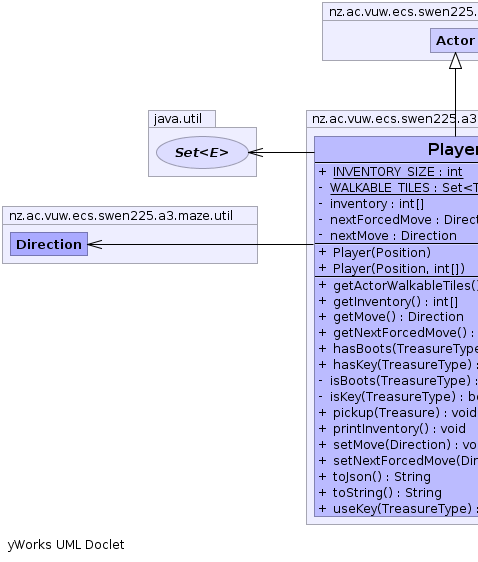 nz.ac.vuw.ecs.swen225.
Actor
java.util
Set<E>
nz.ac.vuw.ecs.swen225.a3.maze.util
Direction
nz.ac.vuw.ecs.swen225.a3
Player
+ INVENTORY_SIZE : int
- WALKABLE_TILES : Set<T
- inventory : int[]
- nextForcedMove : Direct
- nextMove : Direction
+ Player(Position)
+ Player(Position, int[])
+ getActorWalkableTiles()
+ getInventory() : int[]
+ getMove() : Direction
+ getNextForcedMove() :
+ hasBoots(TreasureType
+ hasKey(TreasureType) :
- isBoots(TreasureType) :
- isKey(TreasureType) : bo
+ pickup(Treasure) : void
+ printInventory() : void
+ setMove(Direction) : vo
+ setNextForcedMove(Dir
+ toJson() : String
+ toString() : String
+ useKey(TreasureType) :
yWorks UML Doclet